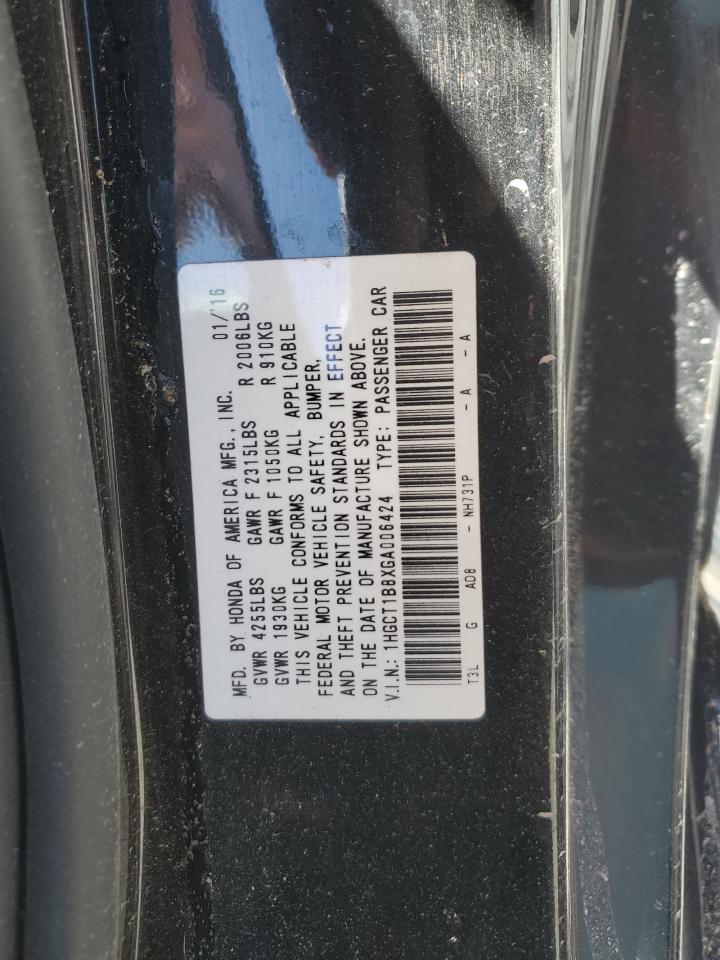 MFD. BY HONDA OF AMERICA MFG., INC. 01/'16
GVWR 4255LBS GAWR F 2315LBS R 2006LBS
GVWR 1930KG GAWR F 1050KG R 910KG
THIS VEHICLE CONFORMS TO ALL APPLICABLE
FEDERAL MOTOR VEHICLE SAFETY, BUMPER,
AND THEFT PREVENTION STANDARDS IN EFFECT
ON THE DATE OF MANUFACTURE SHOWN ABOVE.
V.I.N.: 1HGCT1B8XGA006424 TYPE: PASSENGER CAR
T3L G AD8 - NH731P - A - A